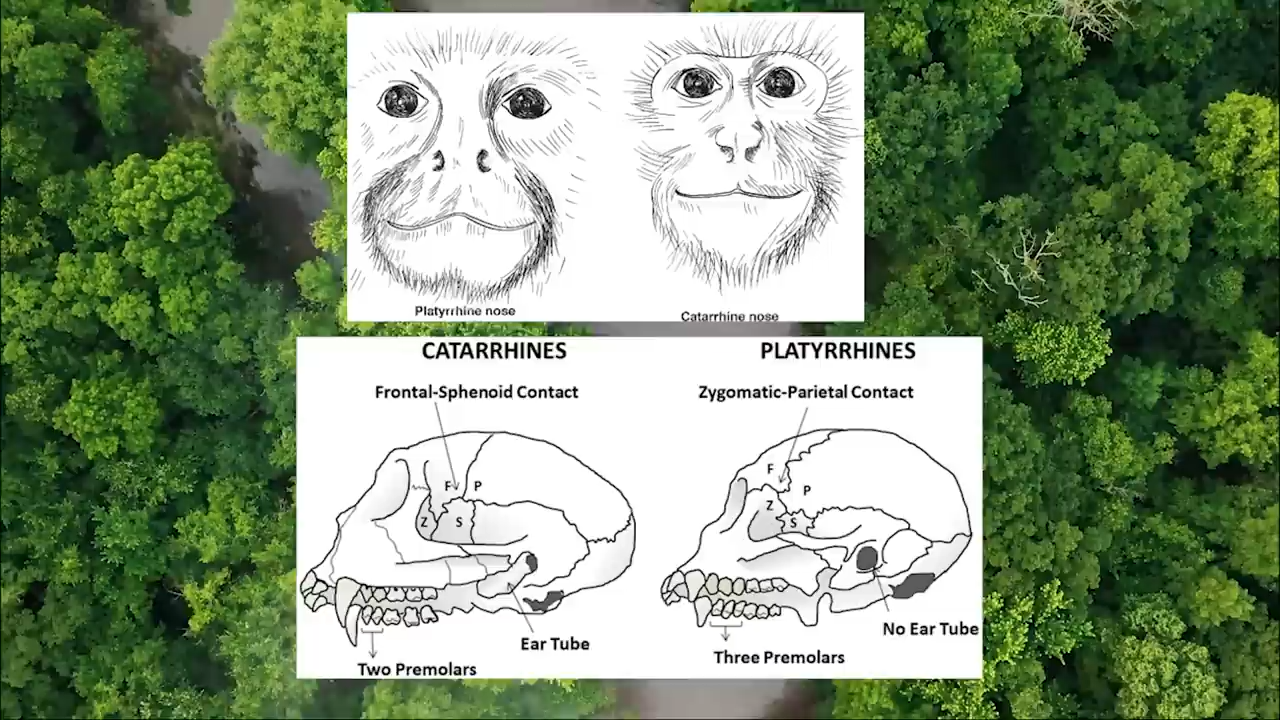 Platyrrhine nose
Catarrhine nose
CATARRHINES
PLATYRRHINES
Frontal-Sphenoid Contact
Zygomatic-Parietal Contact
F
P
Z
S
F
P
Z
S
Ear Tube
No Ear Tube
Two Premolars
Three Premolars